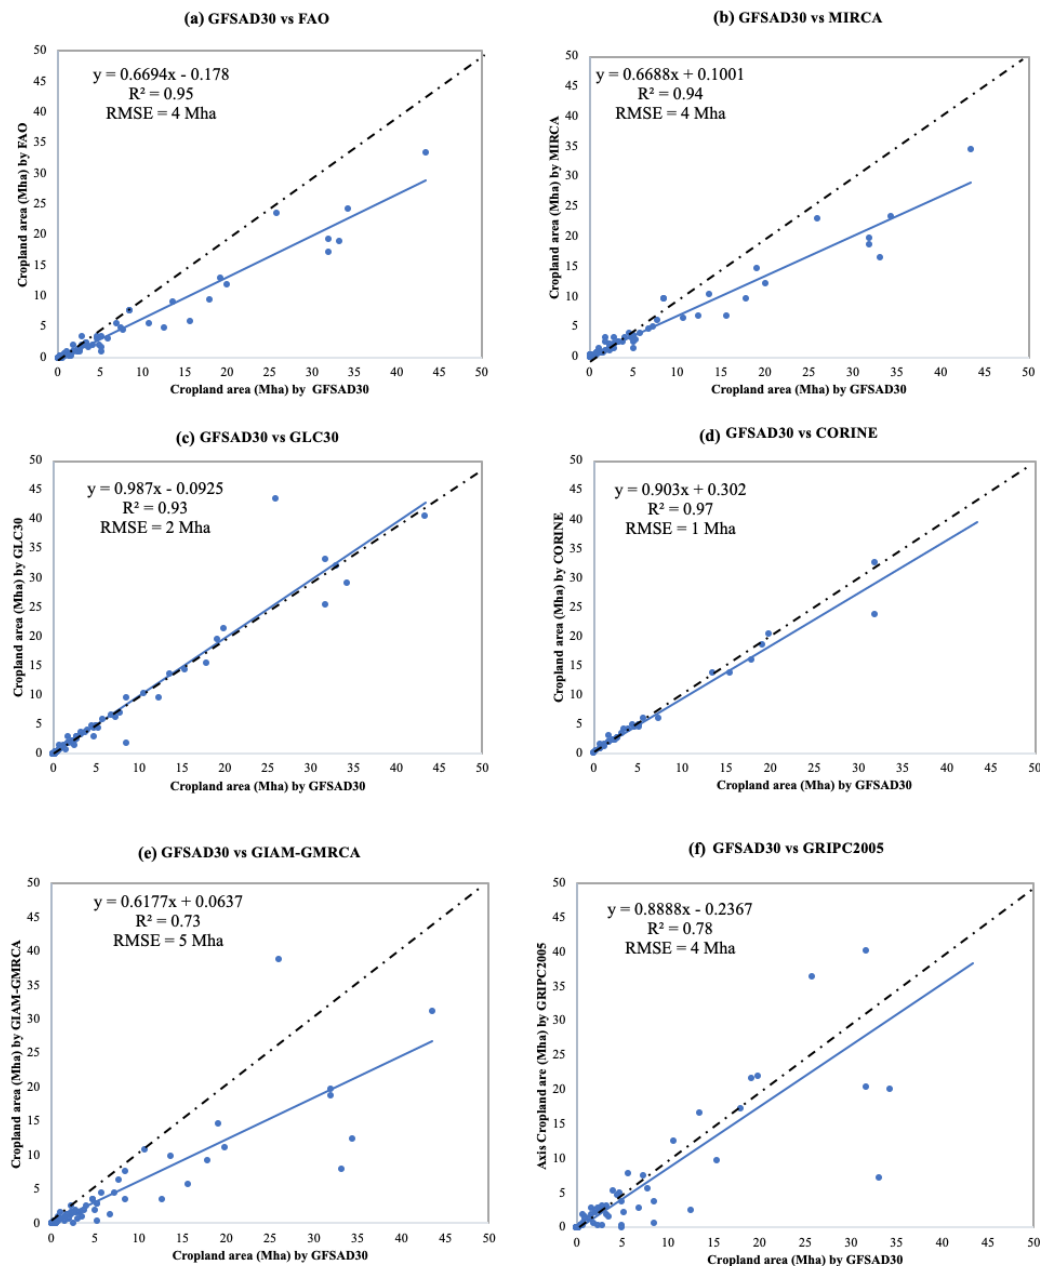 (a) GFSAD30 vs FAO
y = 0.6694x - 0.178
R² = 0.95
RMSE = 4 Mha
Cropland area (Mha) by FAO
50
45
40
35
30
25
20
15
10
5
0
0 5 10 15 20 25 30 35 40 45 50
Cropland area (Mha) by GFSAD30
(b) GFSAD30 vs MIRCA
y = 0.6688x + 0.1001
R² = 0.94
RMSE = 4 Mha
Cropland area (Mha) by MIRCA
50
45
40
35
30
25
20
15
10
5
0
0 5 10 15 20 25 30 35 40 45 50
Cropland area (Mha) by GFSAD30
(c) GFSAD30 vs GLC30
y = 0.987x - 0.0925
R² = 0.93
RMSE = 2 Mha
Cropland area (Mha) by GLC30
50
45
40
35
30
25
20
15
10
5
0
0 5 10 15 20 25 30 35 40 45 50
Cropland area (Mha) by GFSAD30
(d) GFSAD30 vs CORINE
y = 0.903x + 0.302
R² = 0.97
RMSE = 1 Mha
Cropland area (Mha) by CORINE
50
45
40
35
30
25
20
15
10
5
0
0 5 10 15 20 25 30 35 40 45 50
Cropland area (Mha) by GFSAD30
(e) GFSAD30 vs GIAM-GMRCA
y = 0.6177x + 0.0637
R² = 0.73
RMSE = 5 Mha
Cropland area (Mha) by GIAM-GMRCA
50
45
40
35
30
25
20
15
10
5
0
0 5 10 15 20 25 30 35 40 45 50
Cropland area (Mha) by GFSAD30
(f) GFSAD30 vs GRIPC2005
y = 0.8888x - 0.2367
R² = 0.78
RMSE = 4 Mha
Axis Cropland are (Mha) by GRIPC2005
50
45
40
35
30
25
20
15
10
5
0
0 5 10 15 20 25 30 35 40 45 50
Cropland area (Mha) by GFSAD30